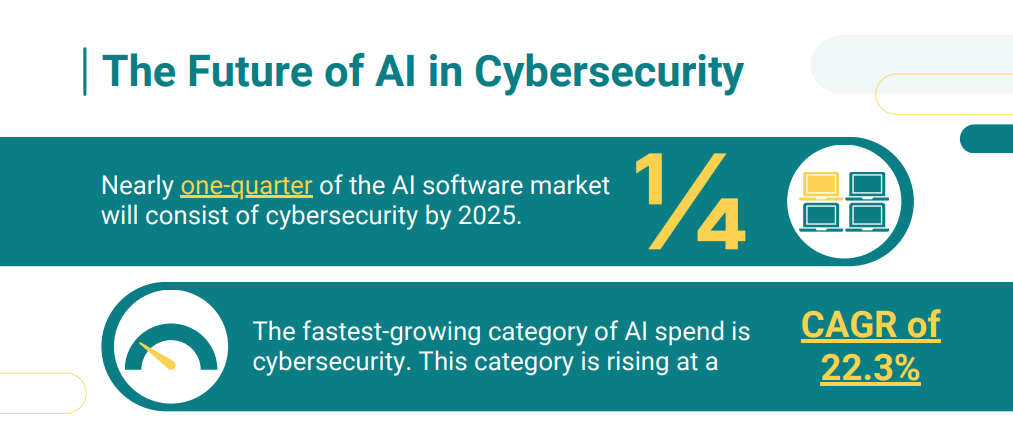 The Future of AI in Cybersecurity
Nearly one-quarter of the AI software market
will consist of cybersecurity by 2025.
1/4
The fastest-growing category of AI spend is
cybersecurity. This category is rising at a
CAGR of
22.3%